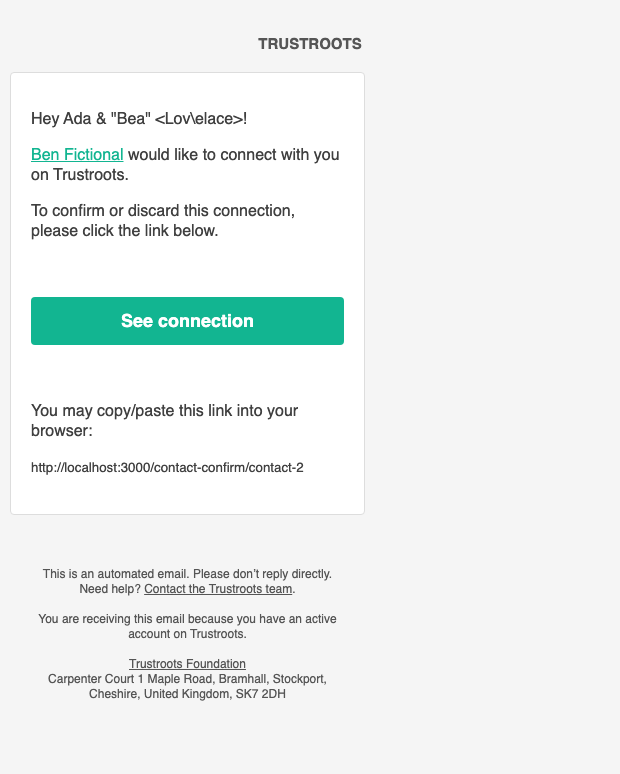 TRUSTROOTS
Hey Ada & "Bea" <Lov\elace>!
Ben Fictional would like to connect with you
on Trustroots.
To confirm or discard this connection,
please click the link below.
See connection
You may copy/paste this link into your
browser:
http://localhost:3000/contact-confirm/contact-2
This is an automated email. Please don’t reply directly.
Need help? Contact the Trustroots team.
You are receiving this email because you have an active
account on Trustroots.
Trustroots Foundation
Carpenter Court 1 Maple Road, Bramhall, Stockport,
Cheshire, United Kingdom, SK7 2DH